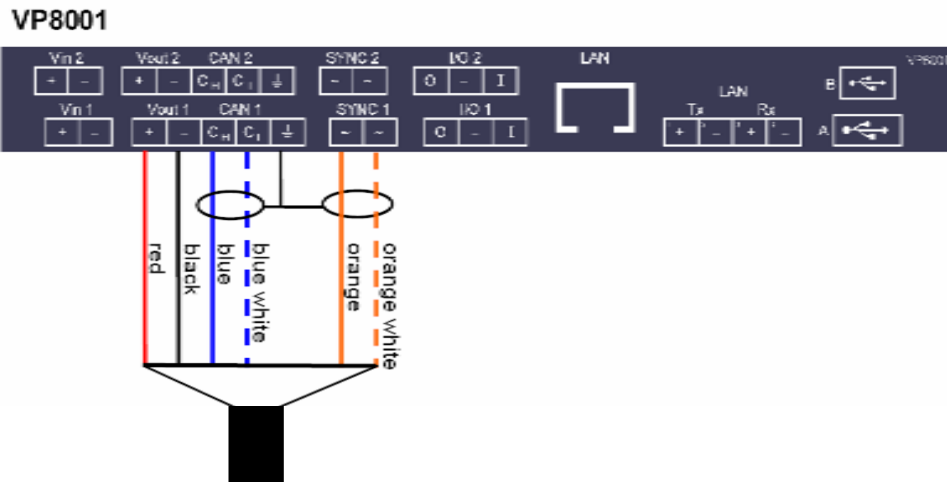 VP8001
Vin 2 Vout 2 CAN 2 SYNC 2 I/O 2 LAN
+ - + - CH CL ~ ~ O - I B
Vin 1 Vout 1 CAN 1 SYNC 1 I/O 1 LAN
Tx Rx
+ - + - CH CL ~ ~ O - I + - + - A
red
black
blue
blue white
orange
orange white